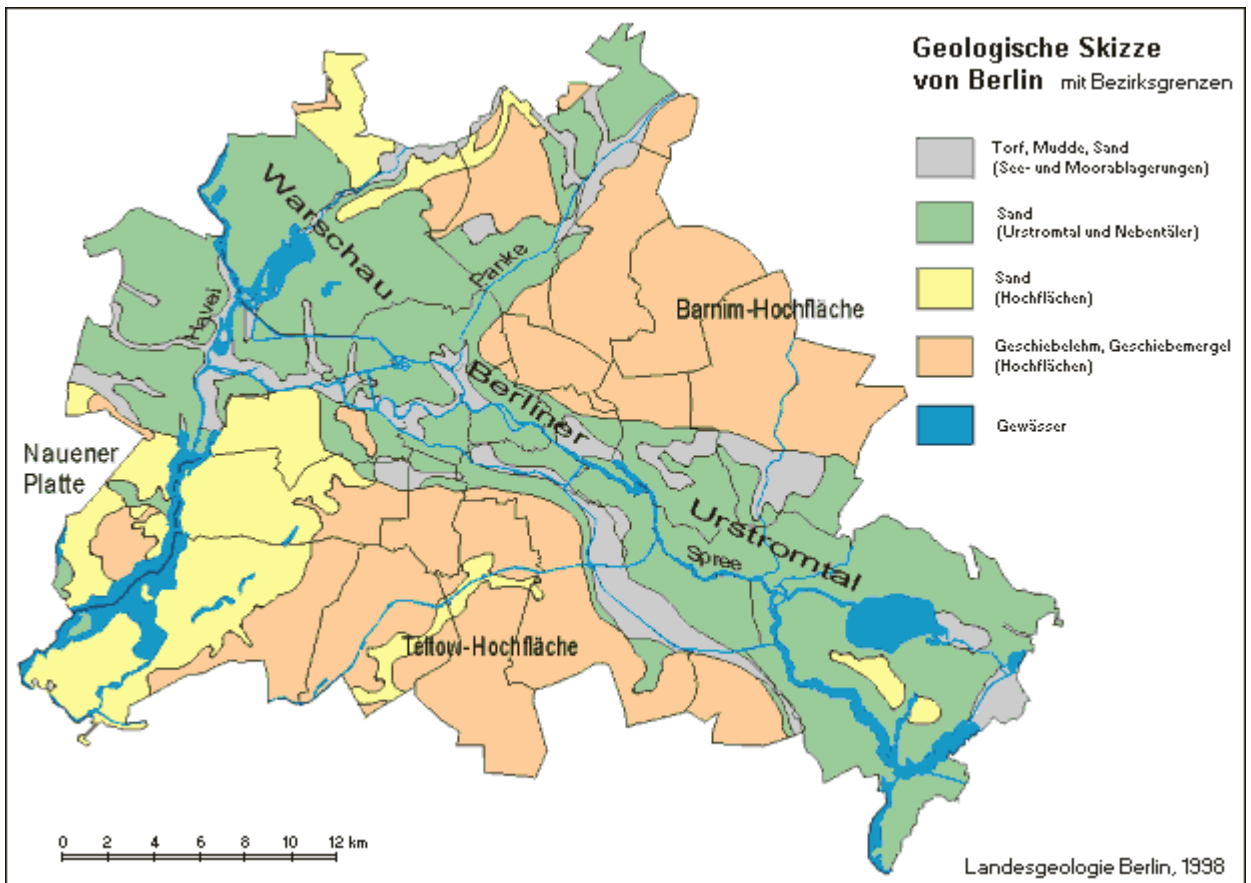 Geologische Skizze
von Berlin mit Bezirksgrenzen
Torf, Mudde, Sand
(See- und Moorablagerungen)
Sand
(Urstromtal und Nebentäler)
Sand
(Hochflächen)
Geschiebelehm, Geschiebemergel
(Hochflächen)
Gewässer
Warschau
Havel
Panke
Barnim-Hochfläche
Berliner
Nauener
Platte
Urstromtal
Spree
Teltow-Hochfläche
0 2 4 6 8 10 12 km
Landesgeologie Berlin, 1998